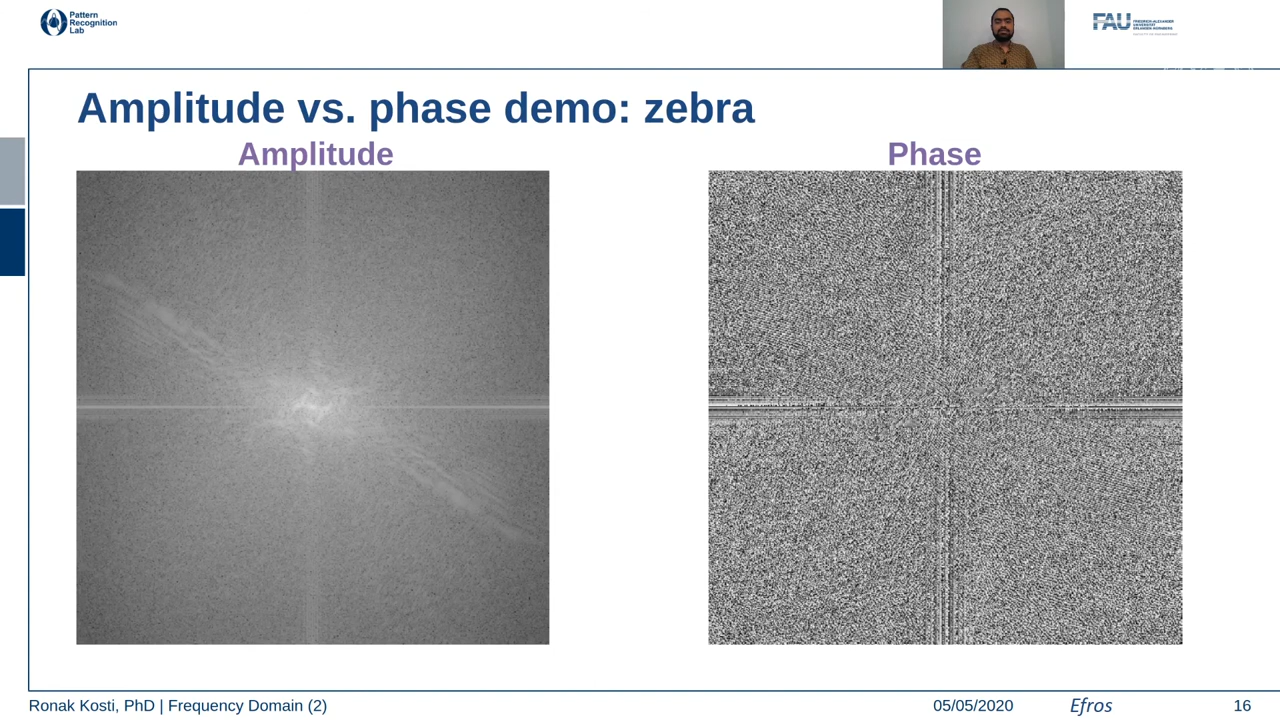 Pattern
Recognition
Lab
FAU
Amplitude vs. phase demo: zebra
Amplitude
Phase
Ronak Kosti, PhD | Frequency Domain (2)
05/05/2020
Efros
16